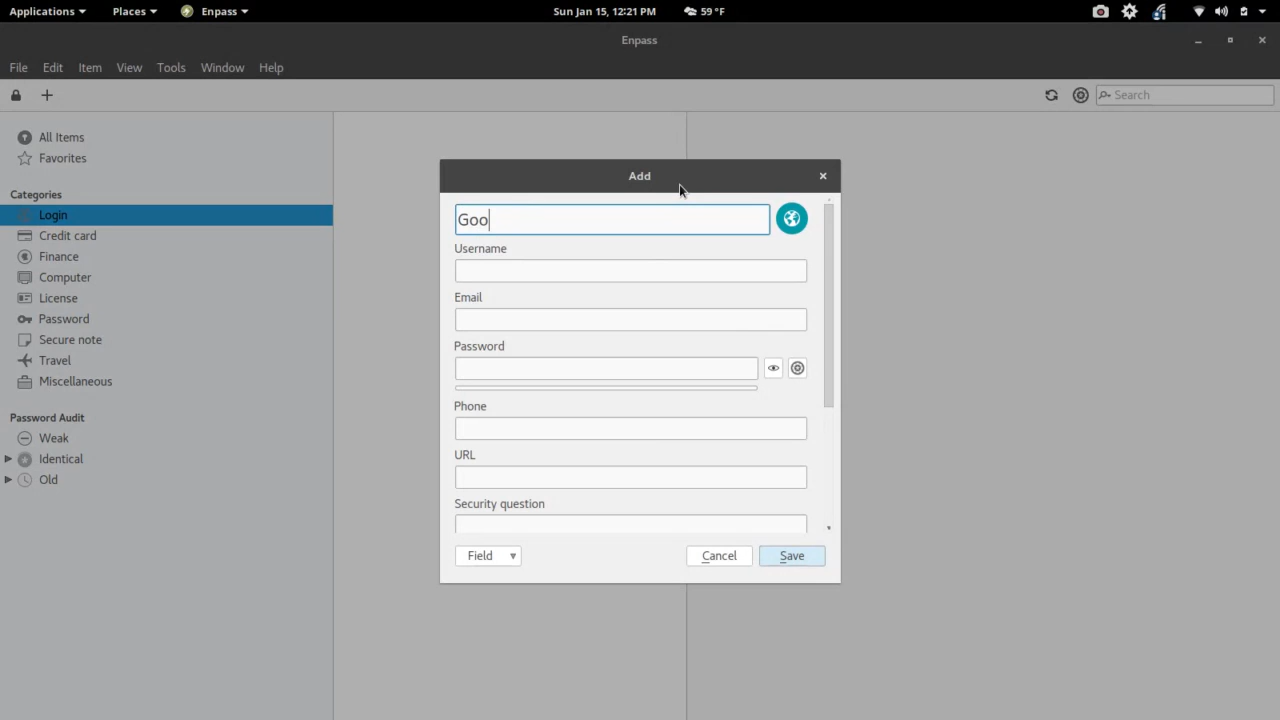 Applications Places Enpass Sun Jan 15, 12:21 PM 59 °F
Enpass
File Edit Item View Tools Window Help
Search
All Items
Favorites
Categories
Login
Credit card
Finance
Computer
License
Password
Secure note
Travel
Miscellaneous
Password Audit
Weak
Identical
Old
Add
Goo
Username
Email
Password
Phone
URL
Security question
Field Cancel Save